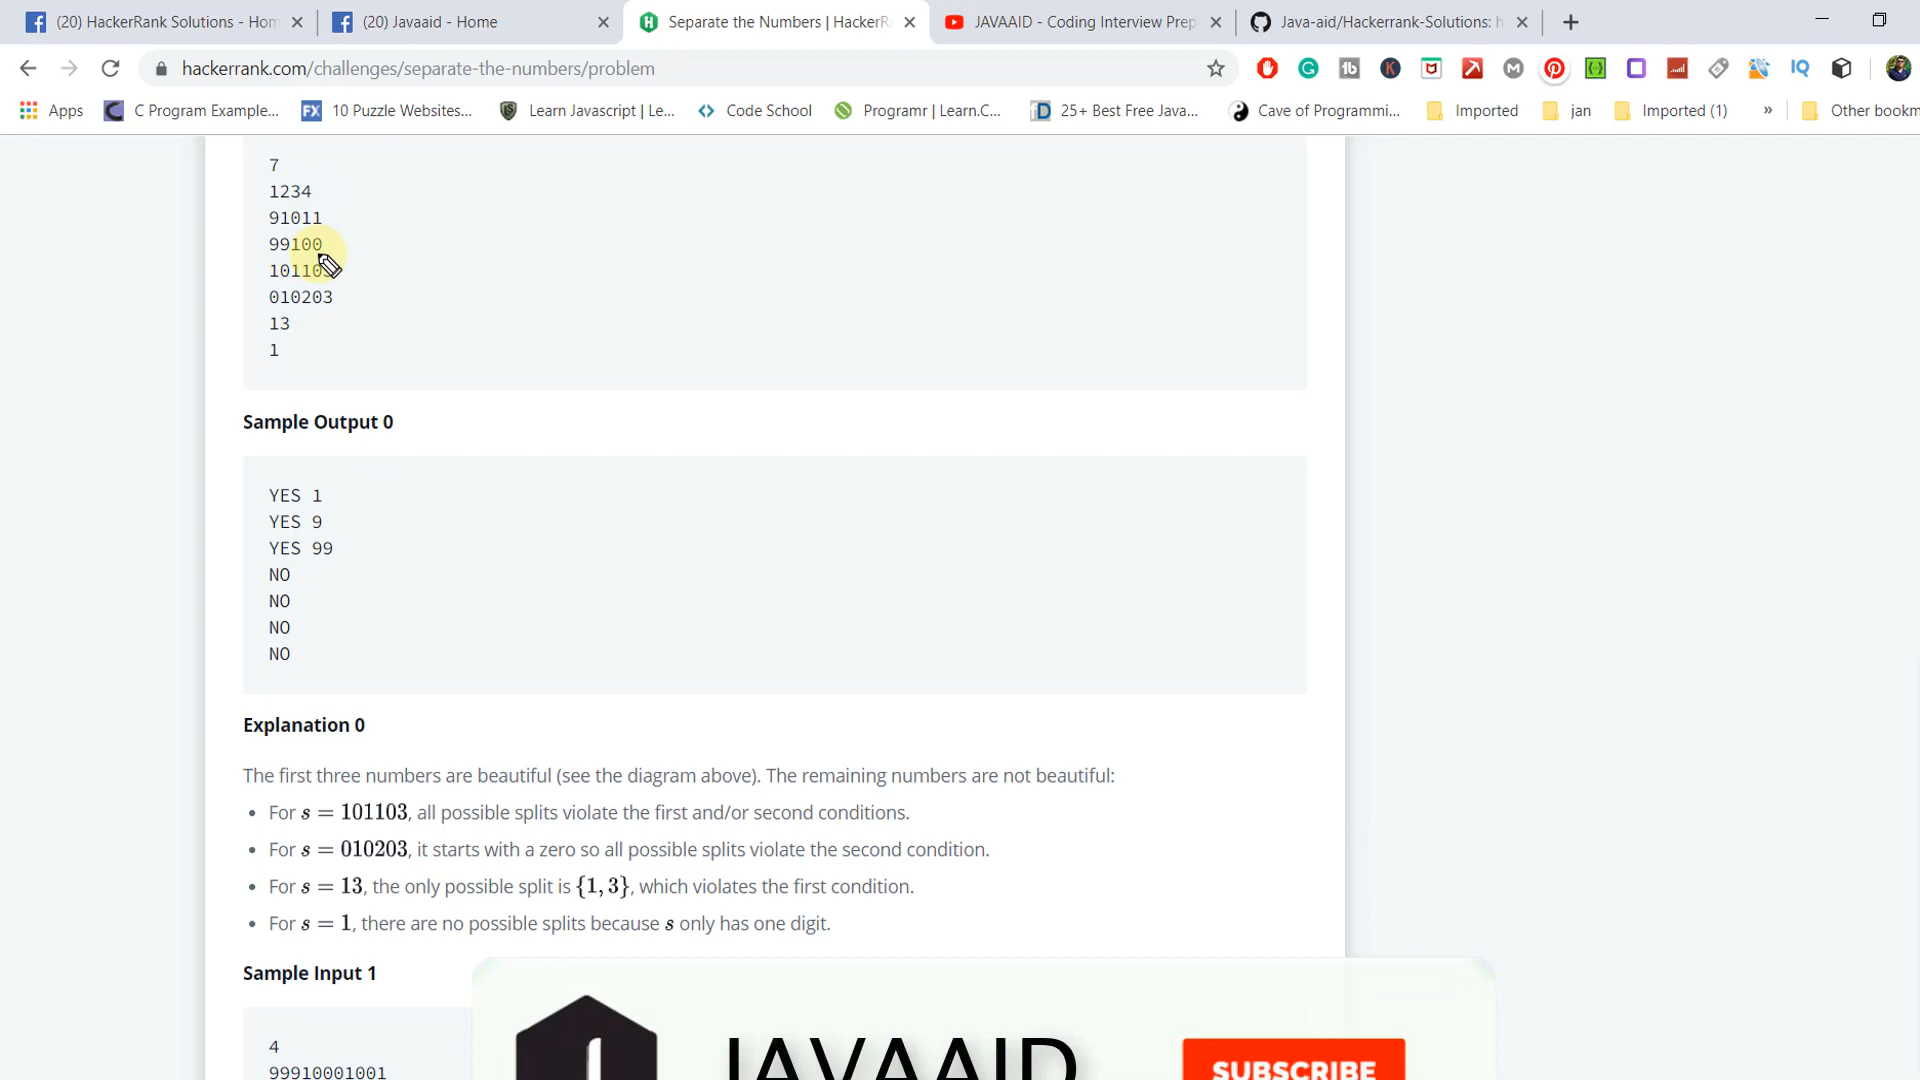 (20) HackerRank Solutions - Hom
(20) Javaaid - Home
Separate the Numbers | HackerR
JAVAAID - Coding Interview Prep
Java-aid/Hackerrank-Solutions: h
hackerrank.com/challenges/separate-the-numbers/problem
Apps
C Program Example...
10 Puzzle Websites...
Learn Javascript | Le...
Code School
Programr | Learn.C...
25+ Best Free Java...
Cave of Programmi...
Imported
jan
Imported (1)
»
Other bookm
7
1234
91011
99100
101103
010203
13
1
Sample Output 0
YES 1
YES 9
YES 99
NO
NO
NO
NO
Explanation 0
The first three numbers are beautiful (see the diagram above). The remaining numbers are not beautiful:
• For s = 101103, all possible splits violate the first and/or second conditions.
• For s = 010203, it starts with a zero so all possible splits violate the second condition.
• For s = 13, the only possible split is {1, 3}, which violates the first condition.
• For s = 1, there are no possible splits because s only has one digit.
Sample Input 1
4
99910001001
JAVAAID
SUBSCRIBE